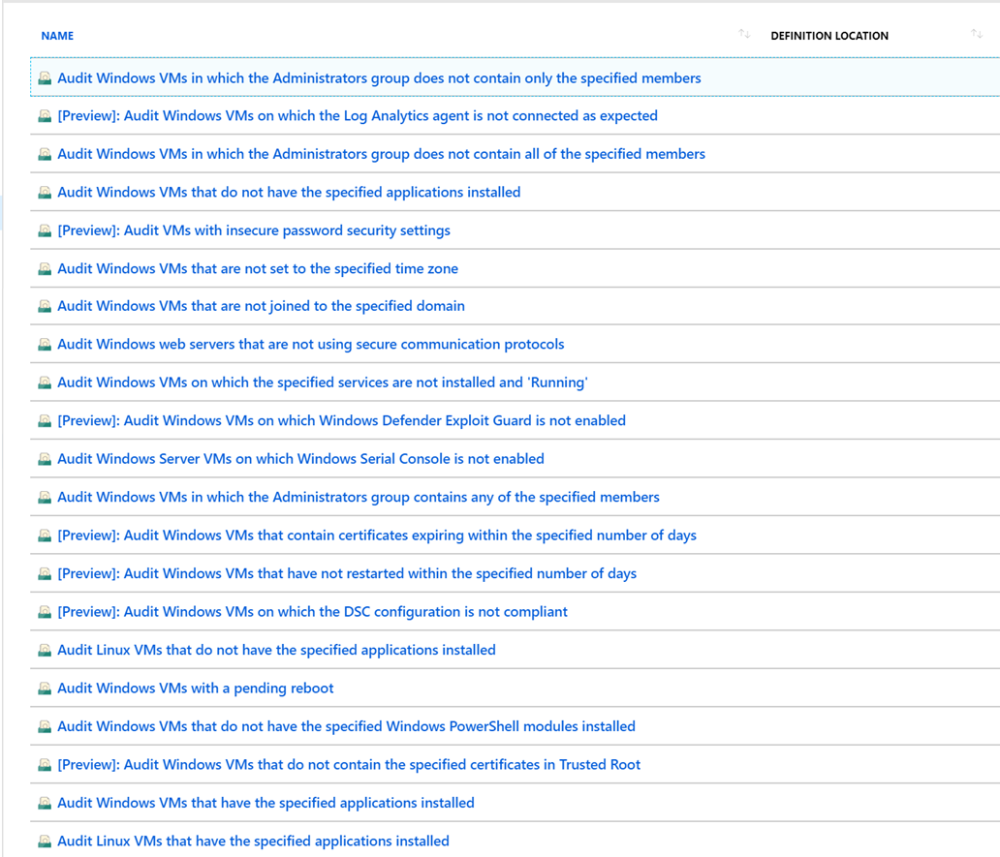 NAME DEFINITION LOCATION
Audit Windows VMs in which the Administrators group does not contain only the specified members
[Preview]: Audit Windows VMs on which the Log Analytics agent is not connected as expected
Audit Windows VMs in which the Administrators group does not contain all of the specified members
Audit Windows VMs that do not have the specified applications installed
[Preview]: Audit VMs with insecure password security settings
Audit Windows VMs that are not set to the specified time zone
Audit Windows VMs that are not joined to the specified domain
Audit Windows web servers that are not using secure communication protocols
Audit Windows VMs on which the specified services are not installed and 'Running'
[Preview]: Audit Windows VMs on which Windows Defender Exploit Guard is not enabled
Audit Windows Server VMs on which Windows Serial Console is not enabled
Audit Windows VMs in which the Administrators group contains any of the specified members
[Preview]: Audit Windows VMs that contain certificates expiring within the specified number of days
[Preview]: Audit Windows VMs that have not restarted within the specified number of days
[Preview]: Audit Windows VMs on which the DSC configuration is not compliant
Audit Linux VMs that do not have the specified applications installed
Audit Windows VMs with a pending reboot
Audit Windows VMs that do not have the specified Windows PowerShell modules installed
[Preview]: Audit Windows VMs that do not contain the specified certificates in Trusted Root
Audit Windows VMs that have the specified applications installed
Audit Linux VMs that have the specified applications installed